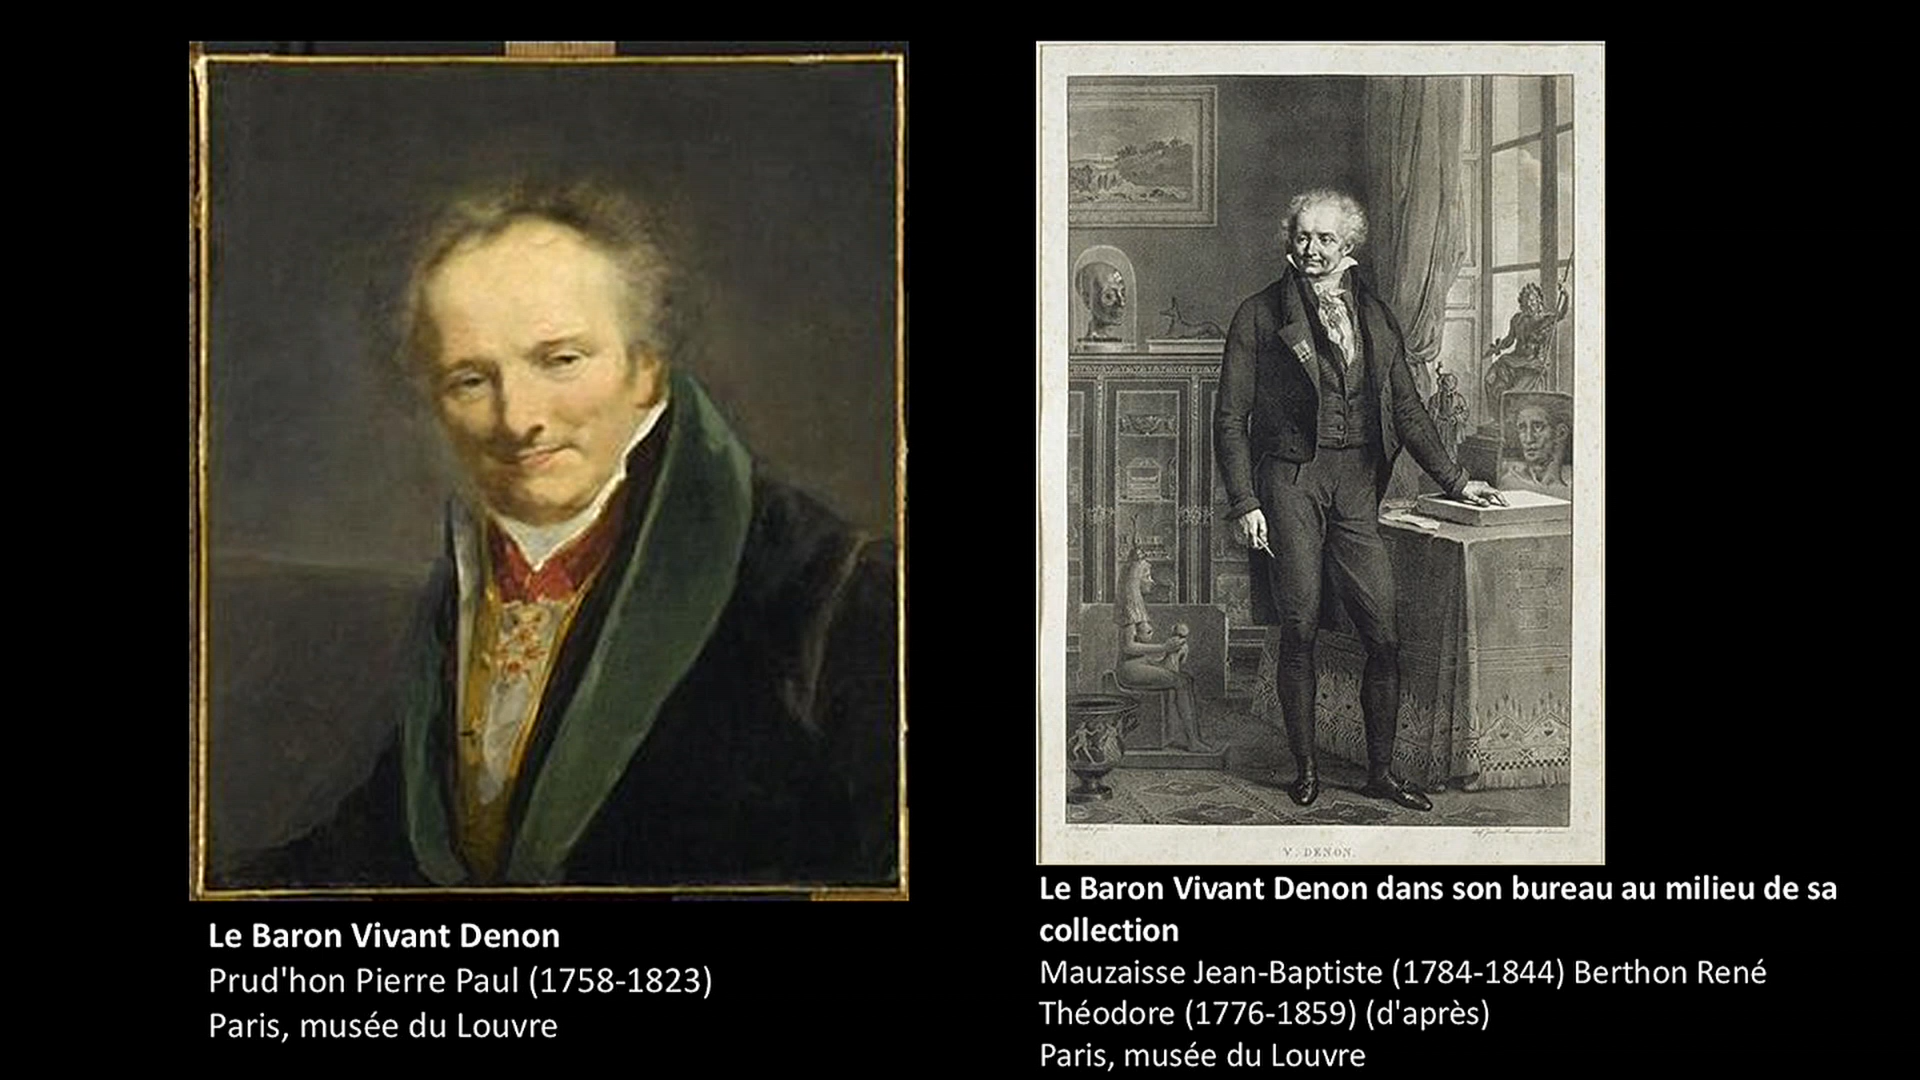 Le Baron Vivant Denon
Prud'hon Pierre Paul (1758-1823)
Paris, musée du Louvre
V. DENON.
Le Baron Vivant Denon dans son bureau au milieu de sa
collection
Mauzaisse Jean-Baptiste (1784-1844) Berthon René
Théodore (1776-1859) (d'après)
Paris, musée du Louvre